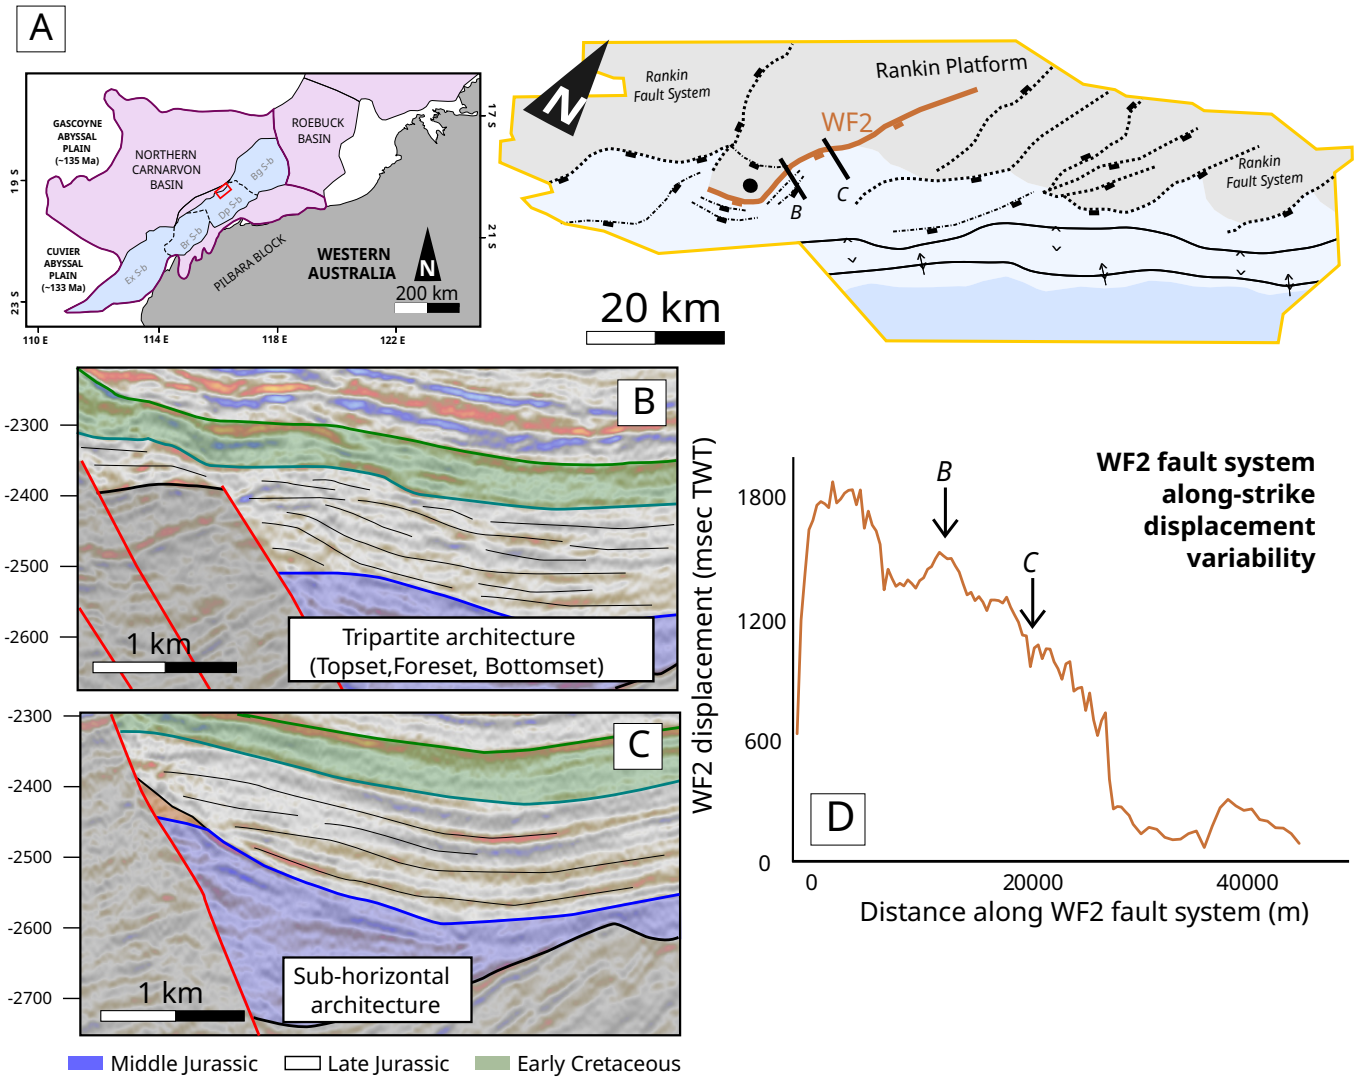 A
GASCOYNE
ABYSSAL
PLAIN
(~135 Ma)
NORTHERN
CARNARVON
BASIN
ROEBUCK
BASIN
Bg S-b
Dp S-b
Br S-b
Ex S-b
CUVIER
ABYSSAL
PLAIN
(~133 Ma)
PILBARA BLOCK
WESTERN
AUSTRALIA
N
200 km
17 S
19 S
21 S
23 S
110 E
114 E
118 E
122 E
N
Rankin
Fault System
Rankin Platform
WF2
B
C
Rankin
Fault System
20 km
B
-2300
-2400
-2500
-2600
1 km
Tripartite architecture
(Topset,Foreset, Bottomset)
C
-2300
-2400
-2500
-2600
-2700
1 km
Sub-horizontal
architecture
Middle Jurassic
Late Jurassic
Early Cretaceous
WF2 displacement (msec TWT)
1800
1200
600
0
B
C
WF2 fault system
along-strike
displacement
variability
D
0
20000
40000
Distance along WF2 fault system (m)